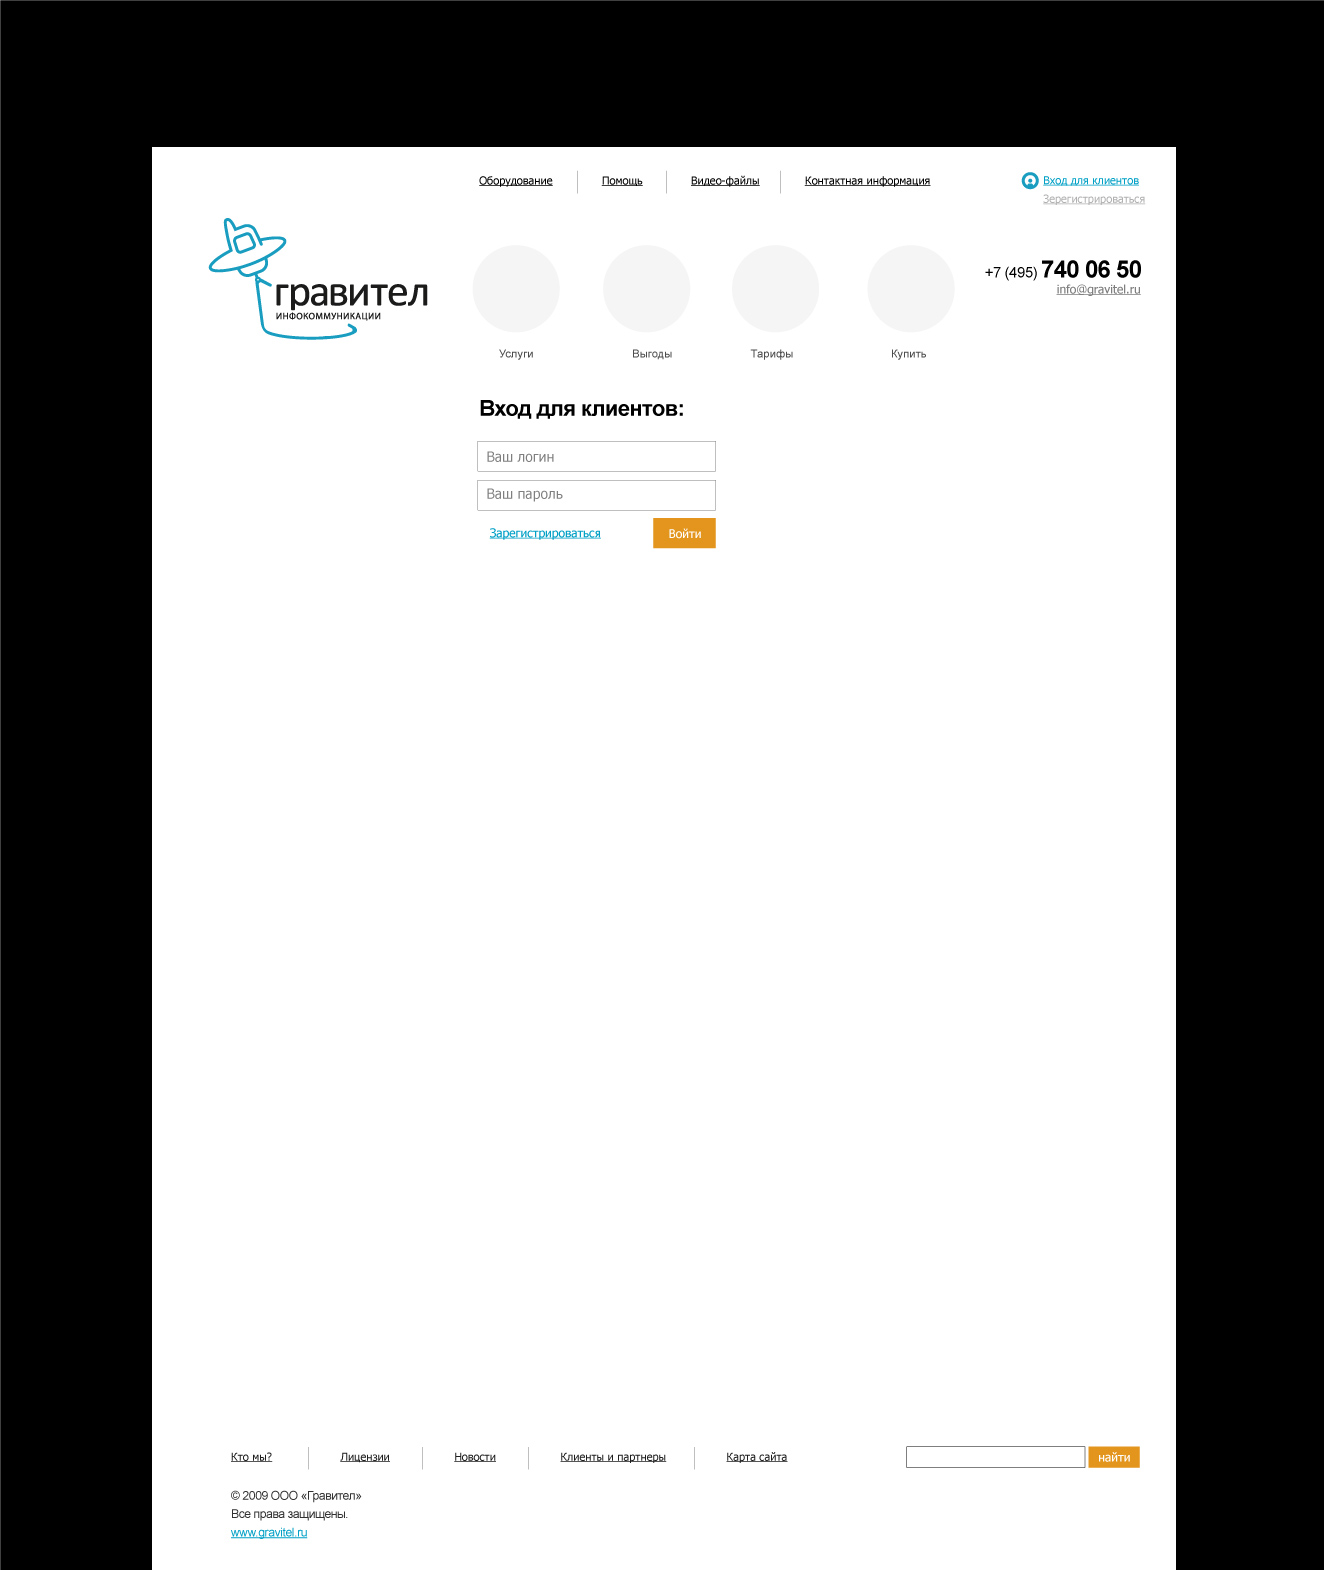 Оборудование Помощь Видео-файлы Контактная информация Вход для клиентов
Зерегистрироваться
гравител
ИНФОКОММУНИКАЦИИ
+7 (495) 740 06 50
info@gravitel.ru
Услуги Выгоды Тарифы Купить
Вход для клиентов:
Ваш логин
Ваш пароль
Зарегистрироваться Войти
Кто мы? Лицензии Новости Клиенты и партнеры Карта сайта найти
© 2009 ООО «Гравител»
Все права защищены.
www.gravitel.ru